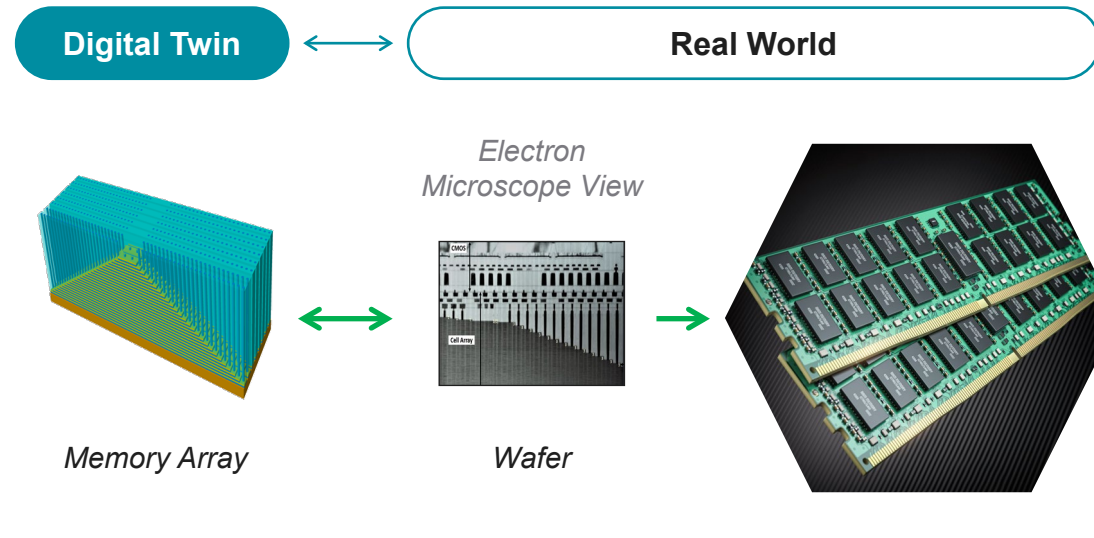 Digital Twin
Real World
Electron
Microscope View
CMOS
Cell Array
Memory Array
Wafer